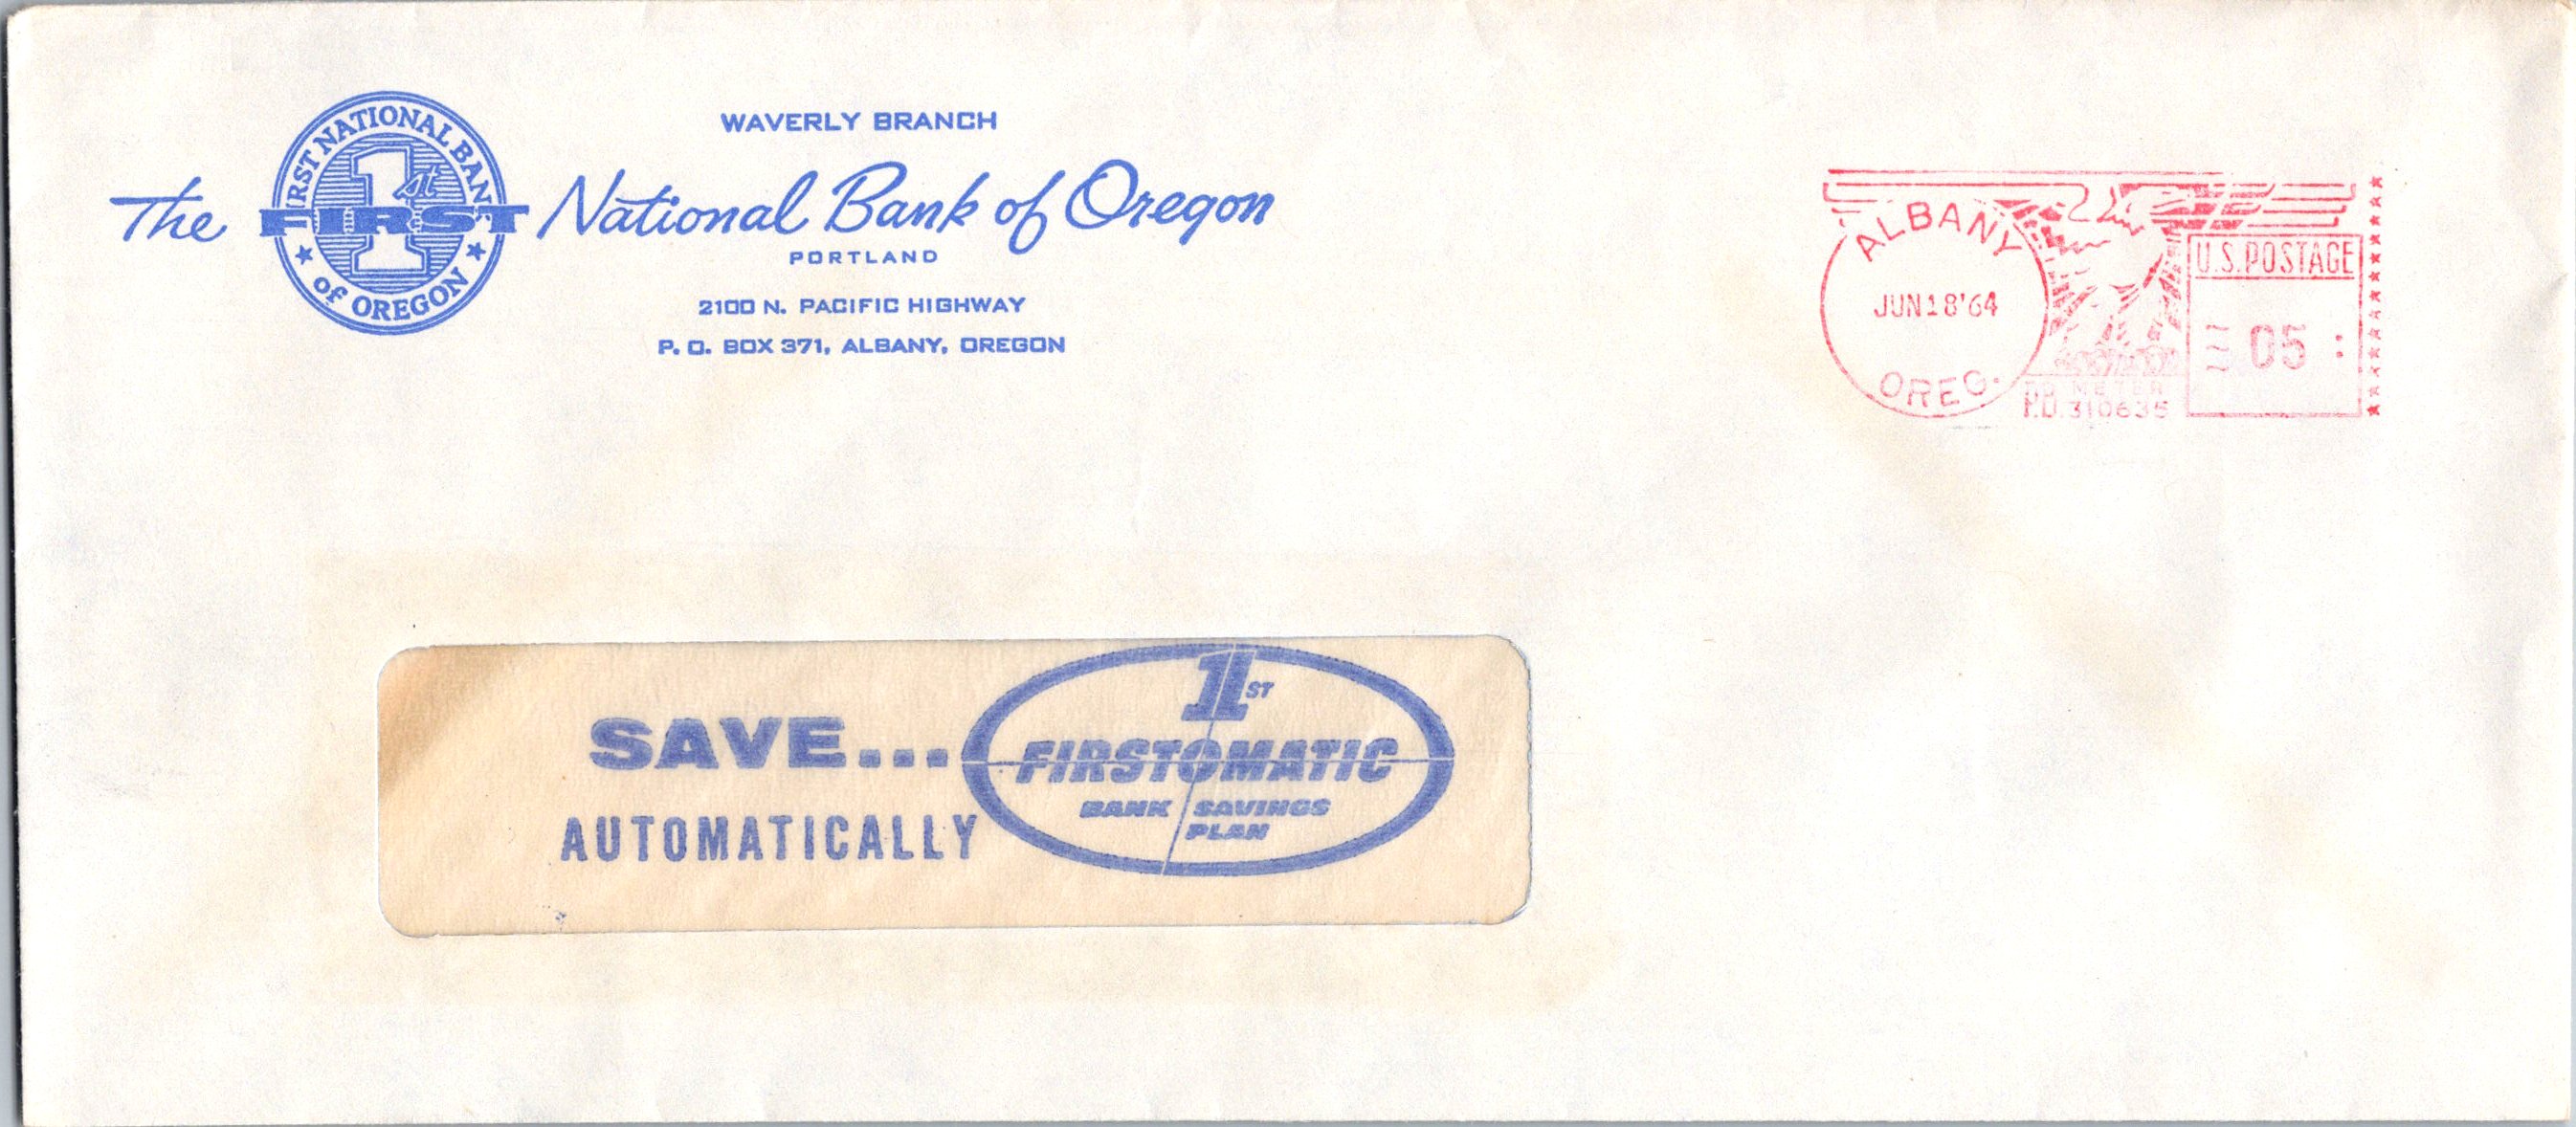 WAVERLY BRANCH
The FIRST National Bank of Oregon
FIRST NATIONAL BANK
1st
of OREGON
PORTLAND
2100 N. PACIFIC HIGHWAY
P. O. BOX 371, ALBANY, OREGON
ALBANY
JUN 18 '64
OREG.
U.S. POSTAGE
05
PB METER
SAVE...
AUTOMATICALLY
1ST
FIRSTOMATIC
BANK SAVINGS
PLAN